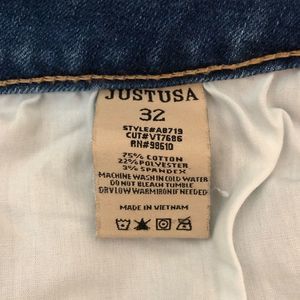 JUSTUSA
32
STYLE#A8719
CUT#VT7686
RN#98610
75% COTTON
22%POLYESTER
3% SPANDEX
MACHINE WASH IN COLD WATER
DO NOT BLEACH TUMBLE
DRY LOW WARM IRON IF NEEDED
MADE IN VIETNAM